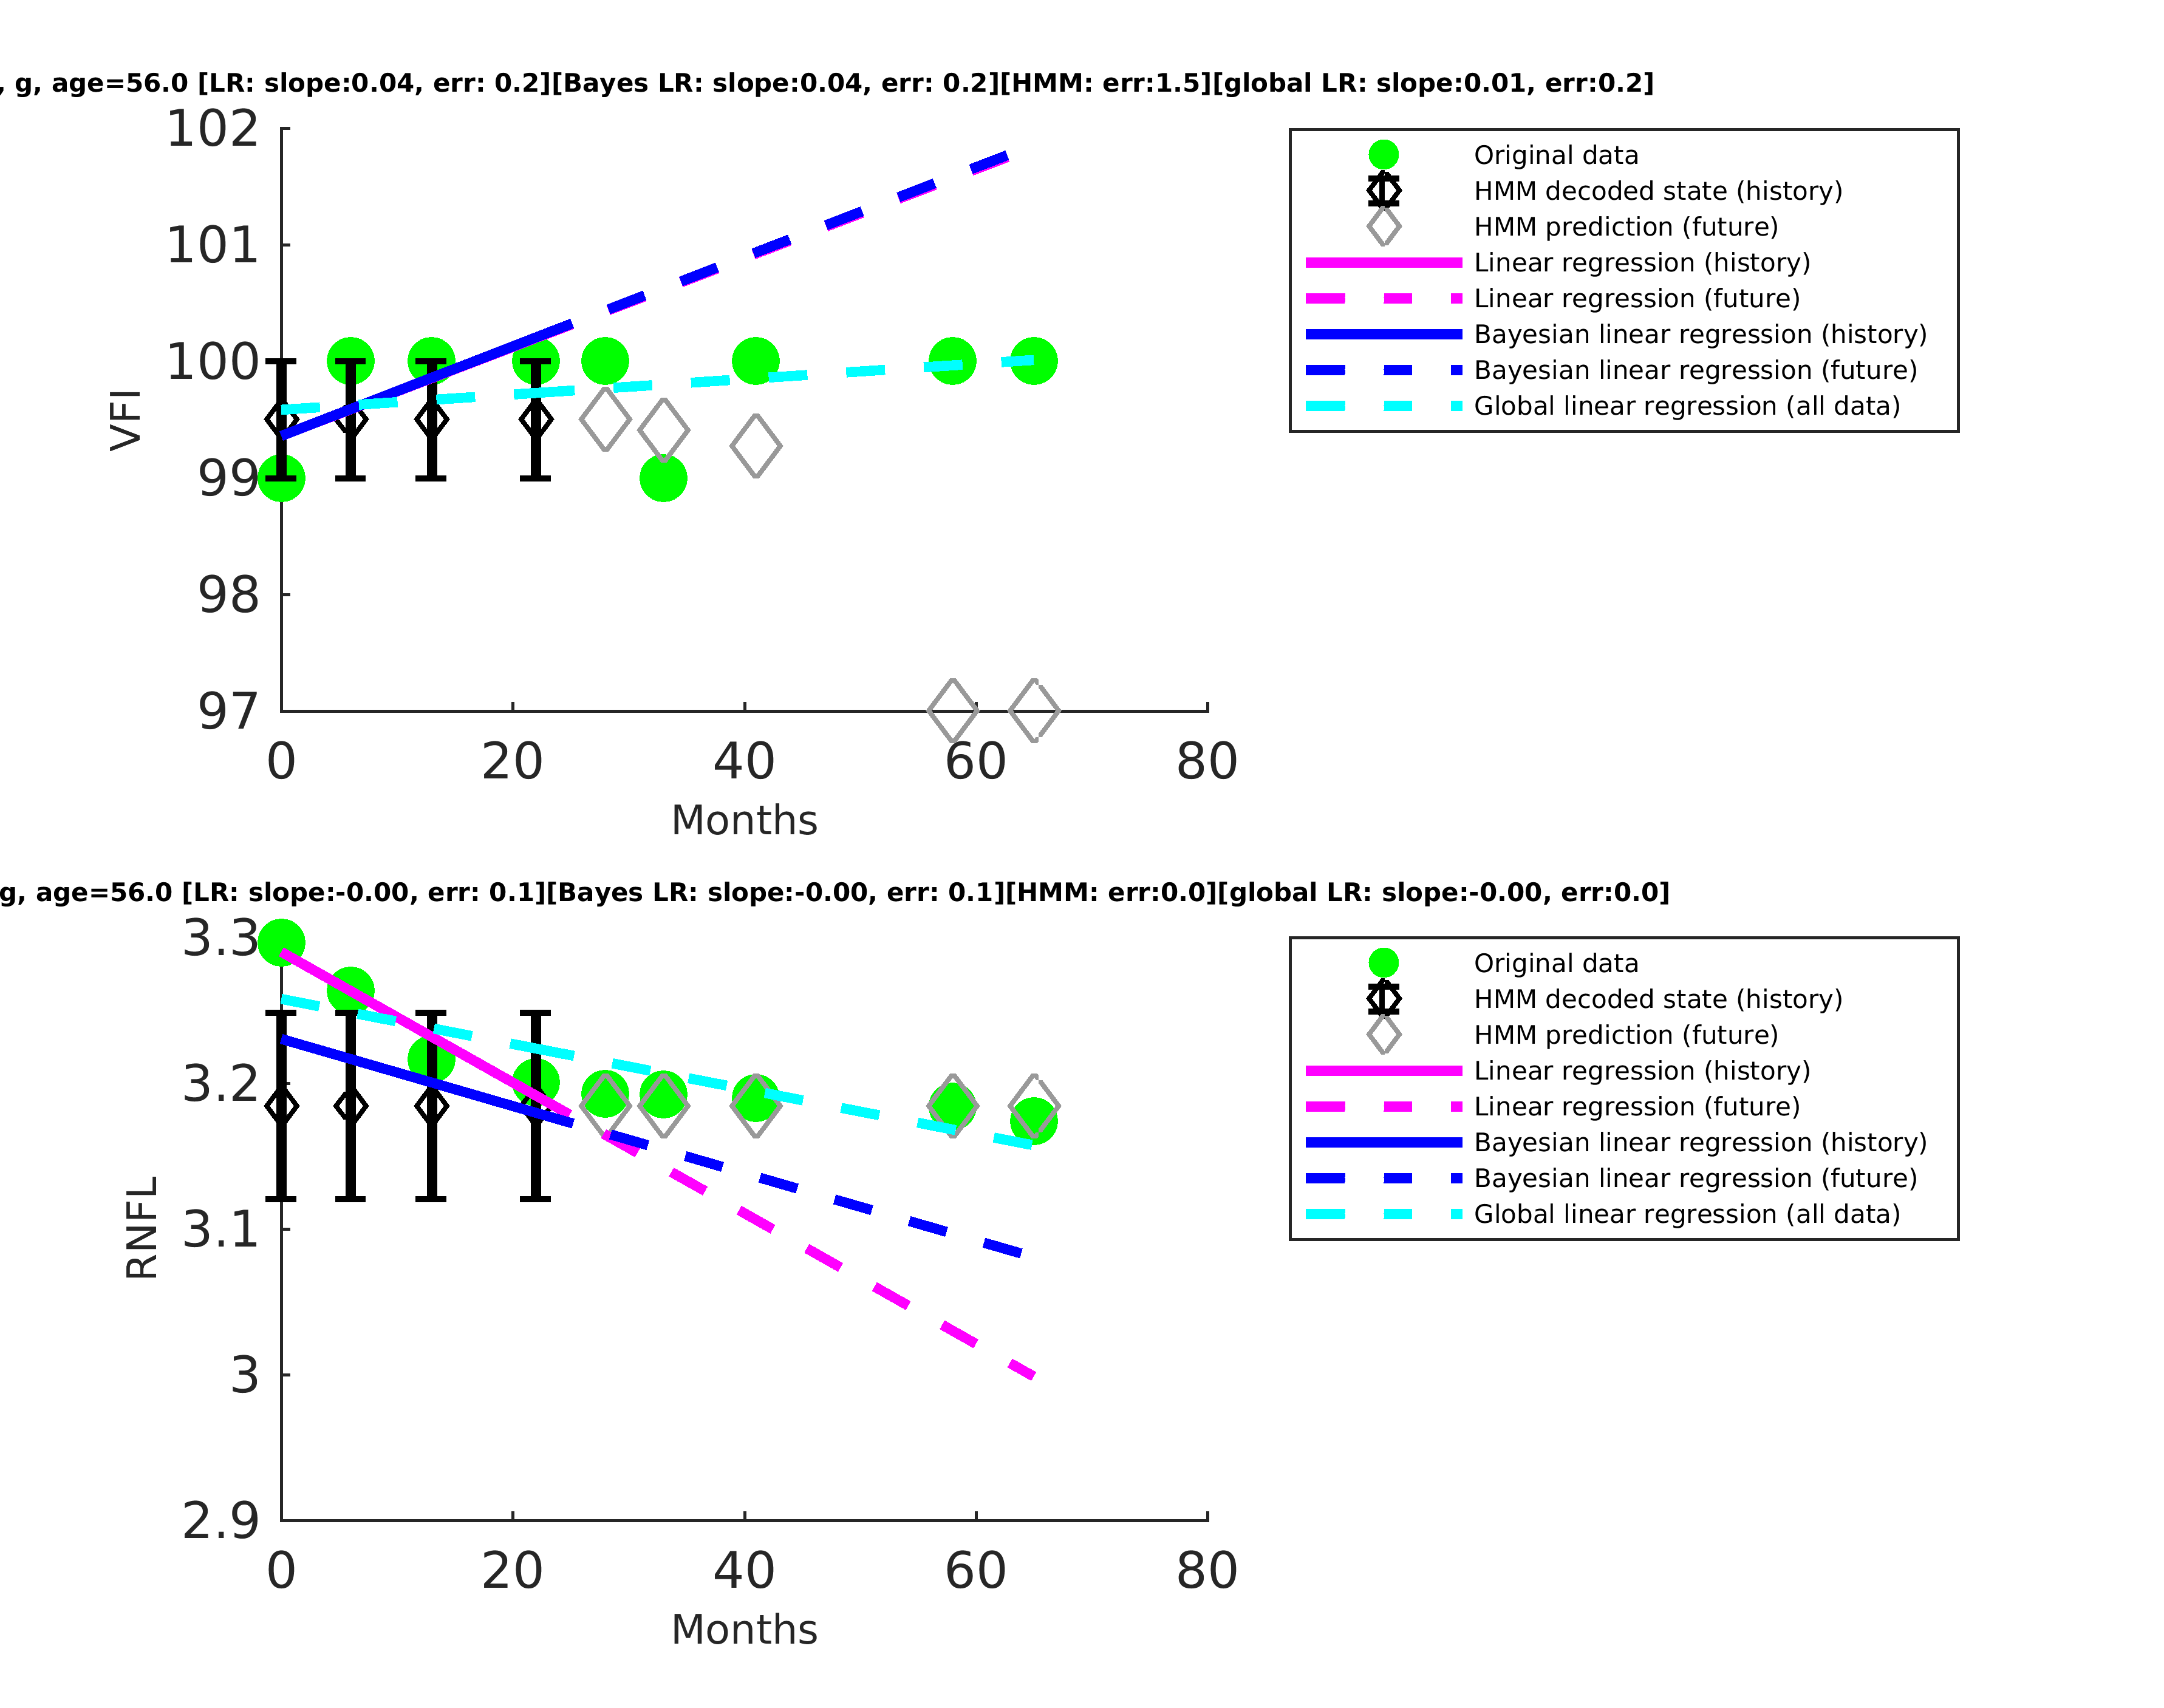 , g, age=56.0 [LR: slope:0.04, err: 0.2][Bayes LR: slope:0.04, err: 0.2][HMM: err:1.5][global LR: slope:0.01, err:0.2]
102
101
100
99
98
97
VFI
0 20 40 60 80
Months
Original data
HMM decoded state (history)
HMM prediction (future)
Linear regression (history)
Linear regression (future)
Bayesian linear regression (history)
Bayesian linear regression (future)
Global linear regression (all data)
g, age=56.0 [LR: slope:-0.00, err: 0.1][Bayes LR: slope:-0.00, err: 0.1][HMM: err:0.0][global LR: slope:-0.00, err:0.0]
3.3
3.2
3.1
3
2.9
RNFL
0 20 40 60 80
Months
Original data
HMM decoded state (history)
HMM prediction (future)
Linear regression (history)
Linear regression (future)
Bayesian linear regression (history)
Bayesian linear regression (future)
Global linear regression (all data)